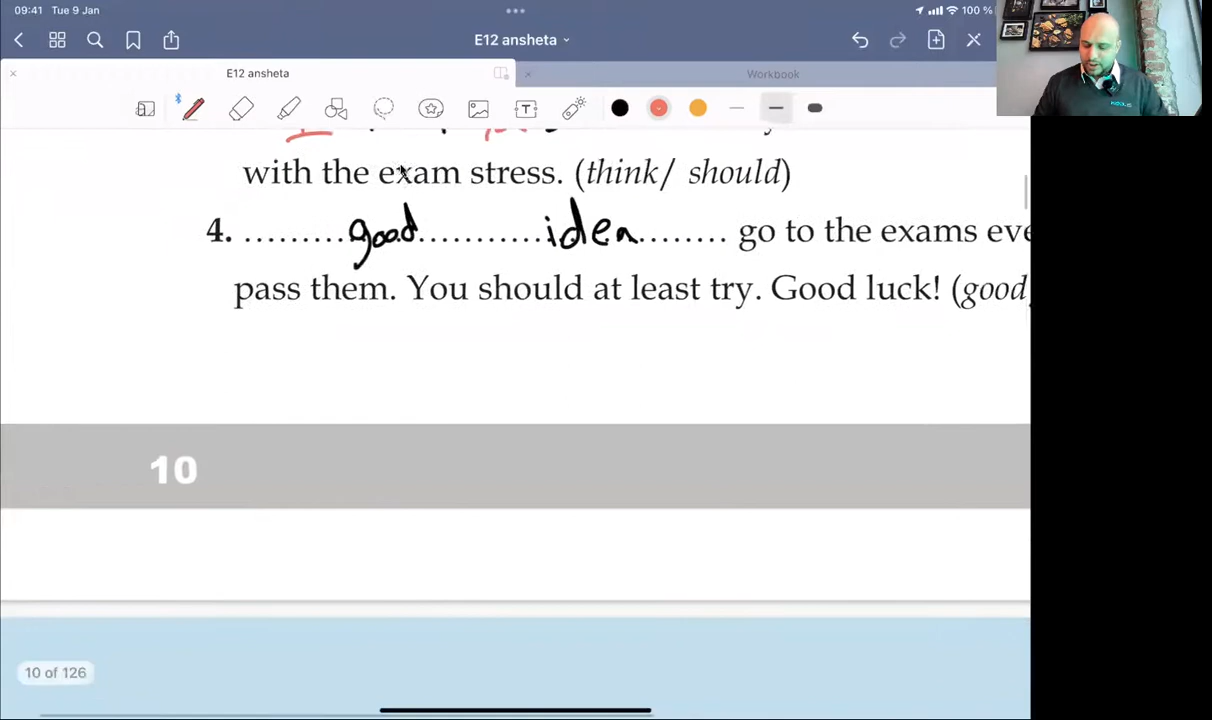 09:41 Tue 9 Jan
100 %
E12 ansheta
E12 ansheta
Workbook
T
with the exam stress. (think/ should)
4. .........good............idea......... go to the exams eve
pass them. You should at least try. Good luck! (good
10
10 of 126